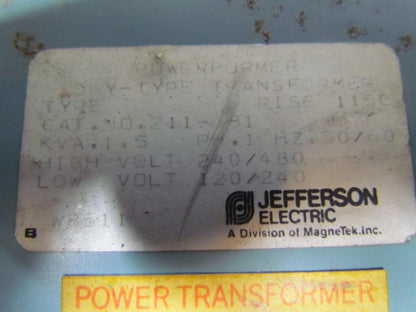 POWERFORMER
DRY-TYPE TRANSFORMER
TYPE RISE 115C
CAT.NO.211- 81
KVA.1.5 PH.1 HZ.50/60
HIGH VOLT 240/480
LOW VOLT 120/240
JEFFERSON
ELECTRIC
A Division of MagneTek.inc.
POWER TRANSFORMER